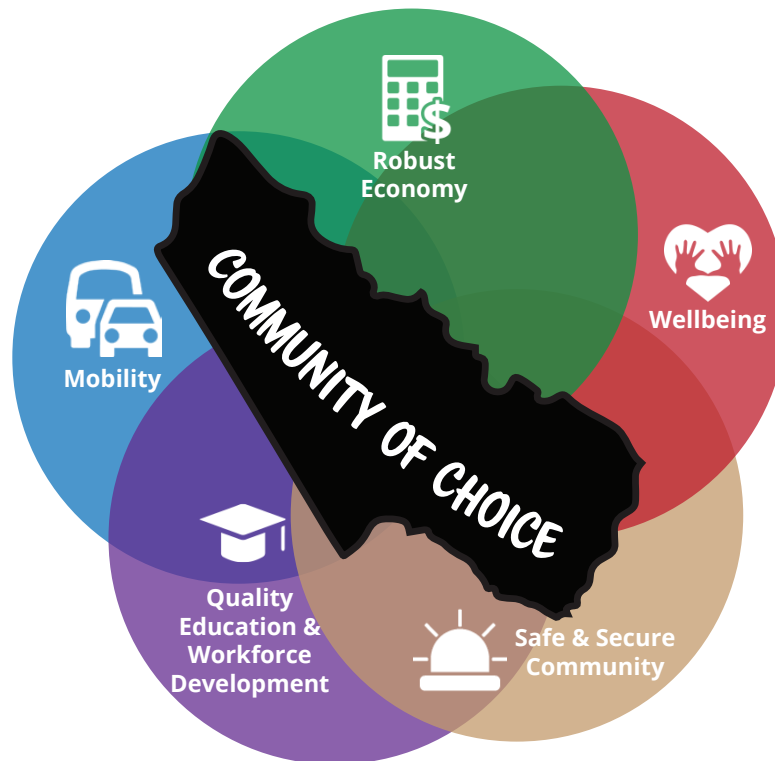 Robust
Economy
Wellbeing
Mobility
COMMUNITY OF CHOICE
Quality
Education &
Workforce
Development
Safe & Secure
Community
$